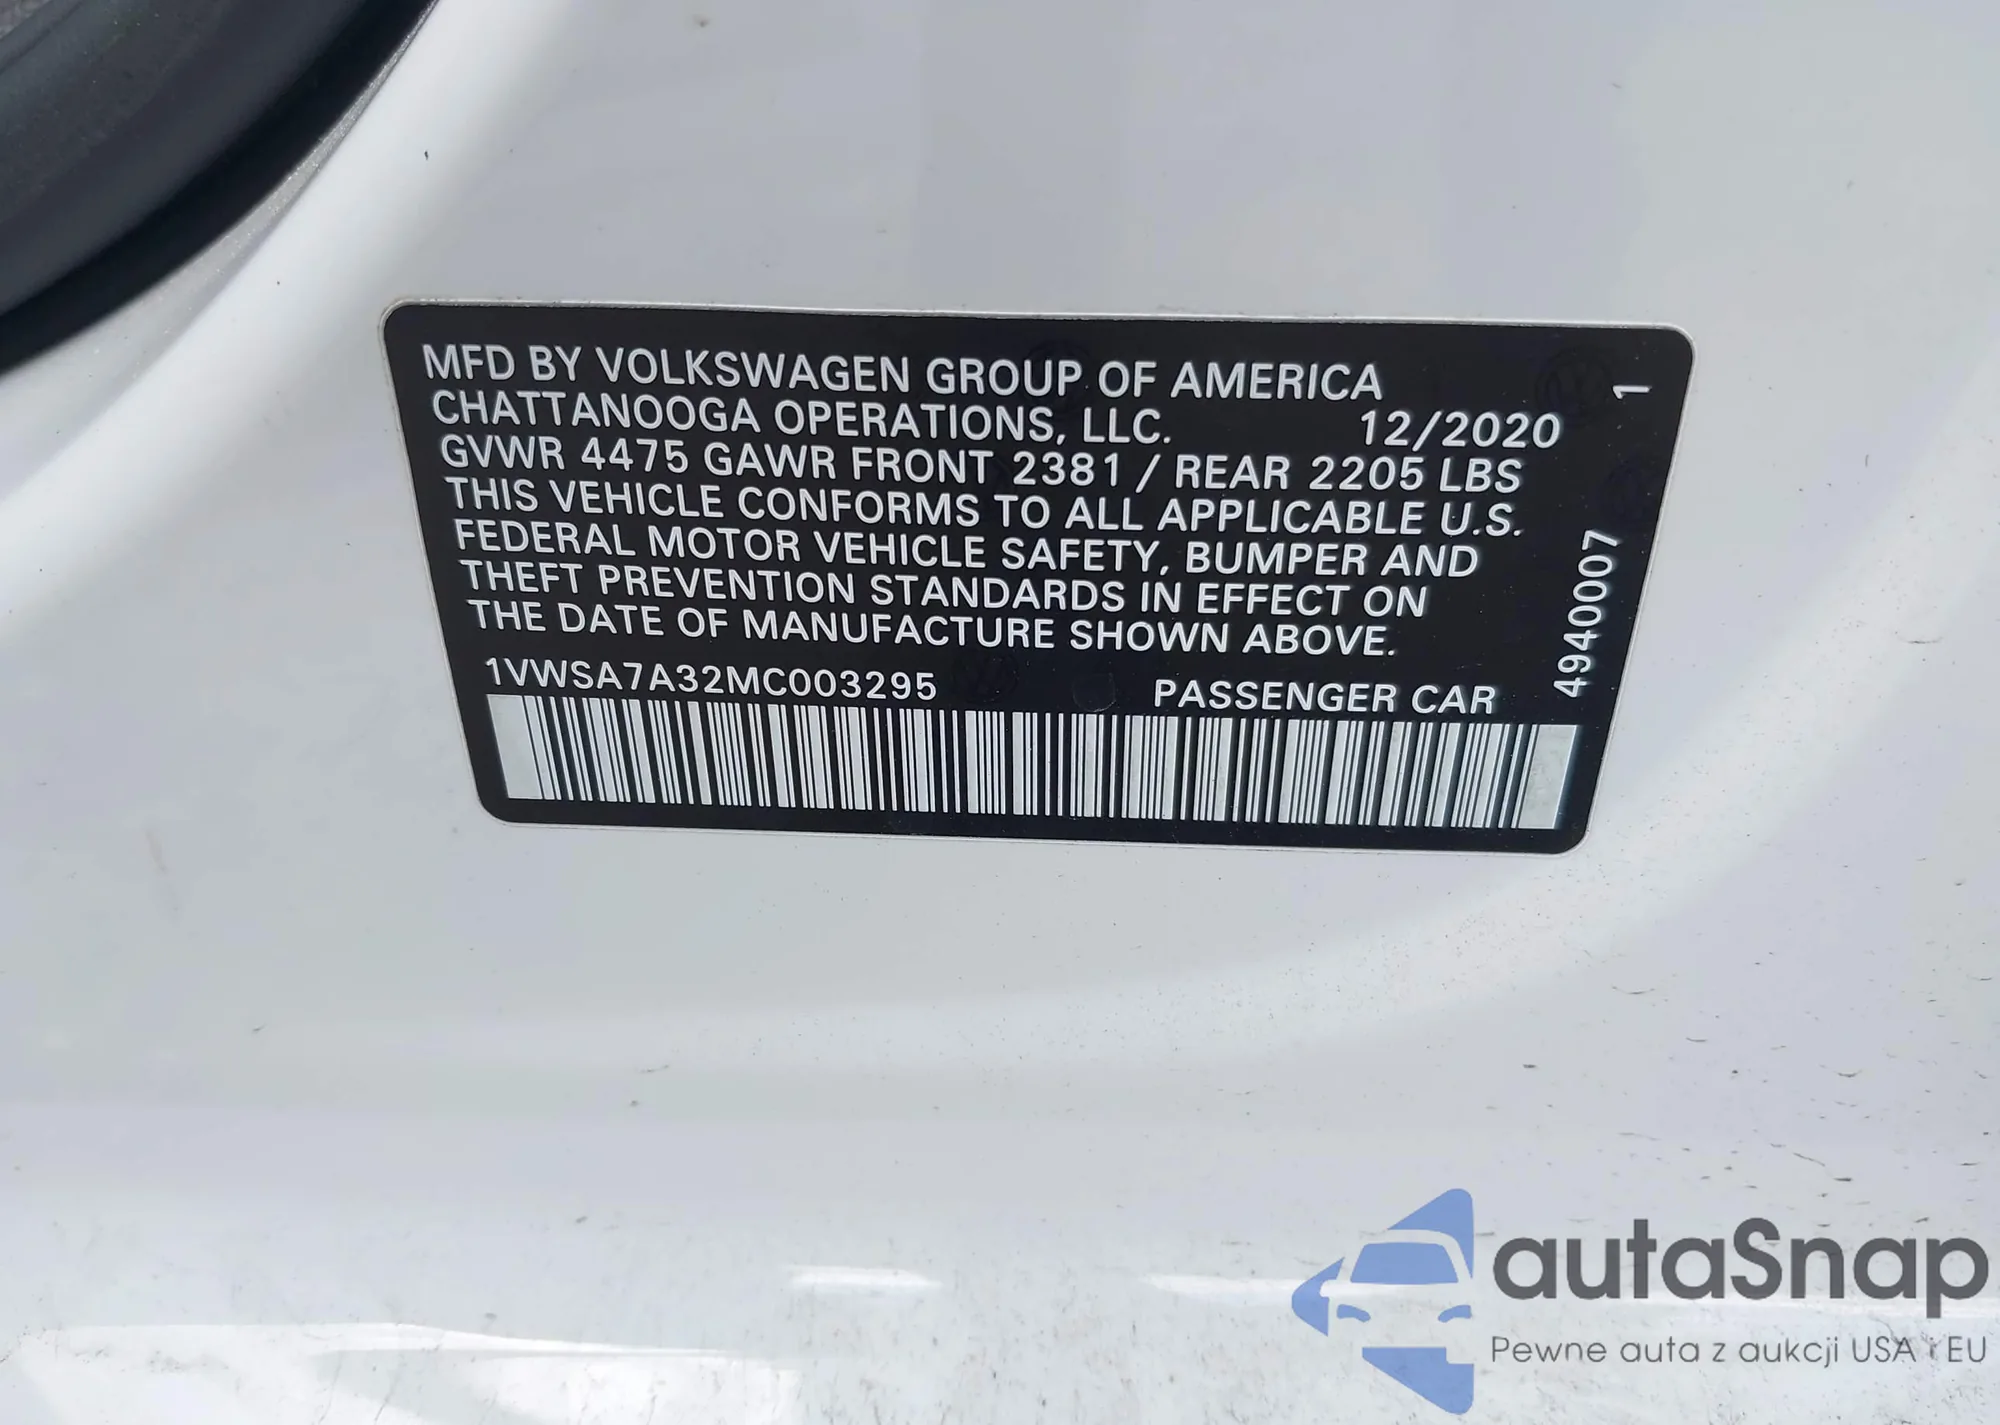 MFD BY VOLKSWAGEN GROUP OF AMERICA
CHATTANOOGA OPERATIONS, LLC. 12/2020
GVWR 4475 GAWR FRONT 2381 / REAR 2205 LBS
THIS VEHICLE CONFORMS TO ALL APPLICABLE U.S.
FEDERAL MOTOR VEHICLE SAFETY, BUMPER AND
THEFT PREVENTION STANDARDS IN EFFECT ON
THE DATE OF MANUFACTURE SHOWN ABOVE.
1VWSA7A32MC003295 PASSENGER CAR
4940007 1
autaSnap
Pewne auta z aukcji USA i EU